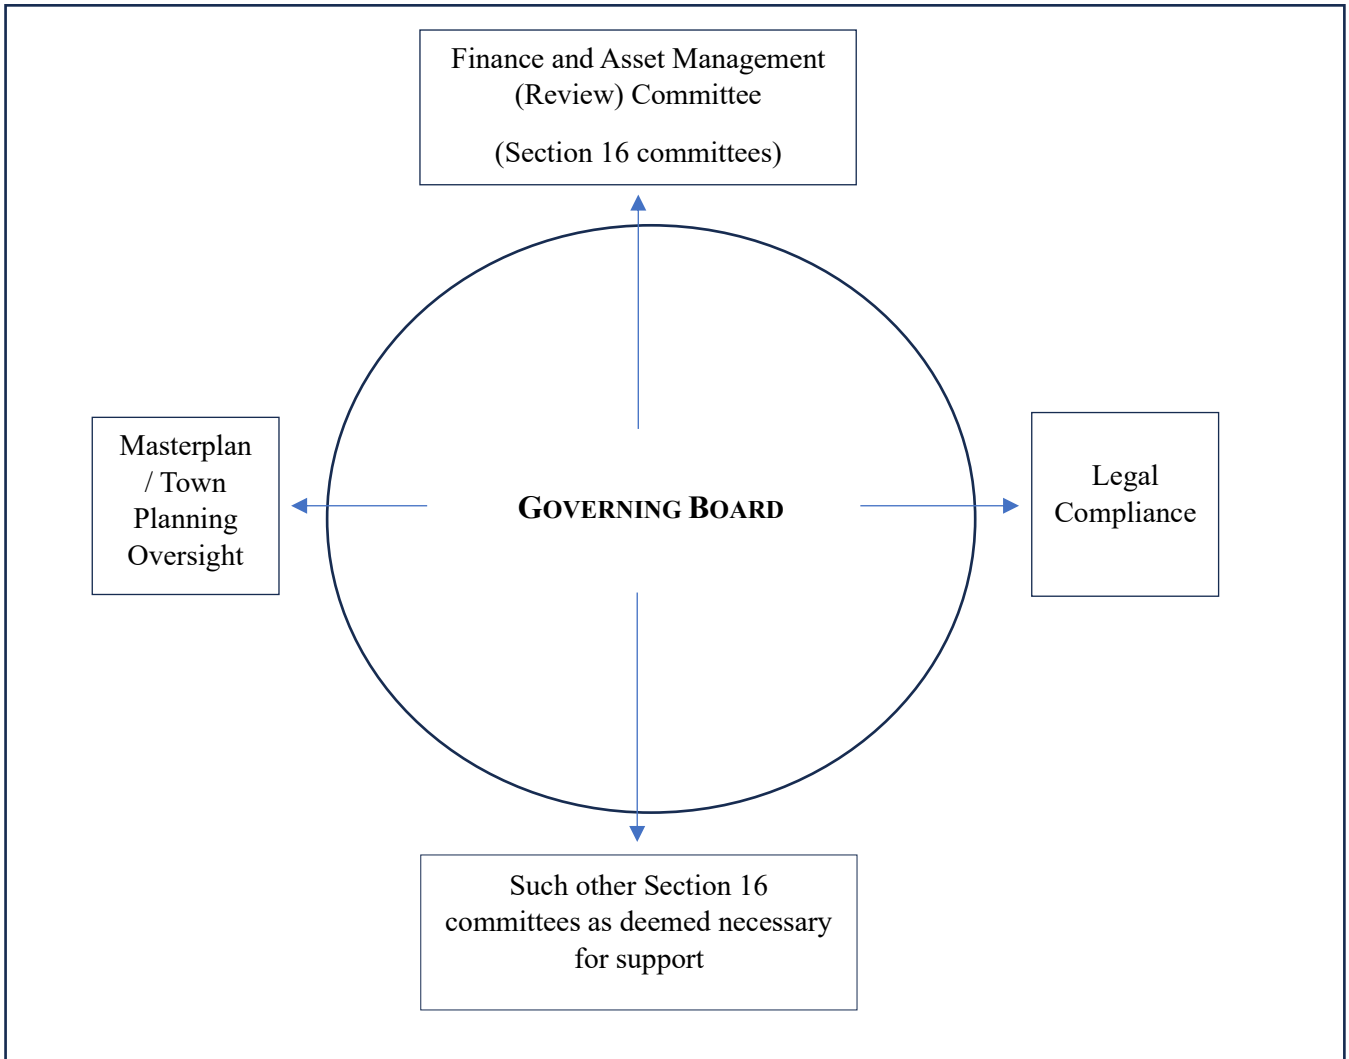 Finance and Asset Management
(Review) Committee
(Section 16 committees)
Masterplan
/ Town
Planning
Oversight
GOVERNING BOARD
Legal
Compliance
Such other Section 16
committees as deemed necessary
for support